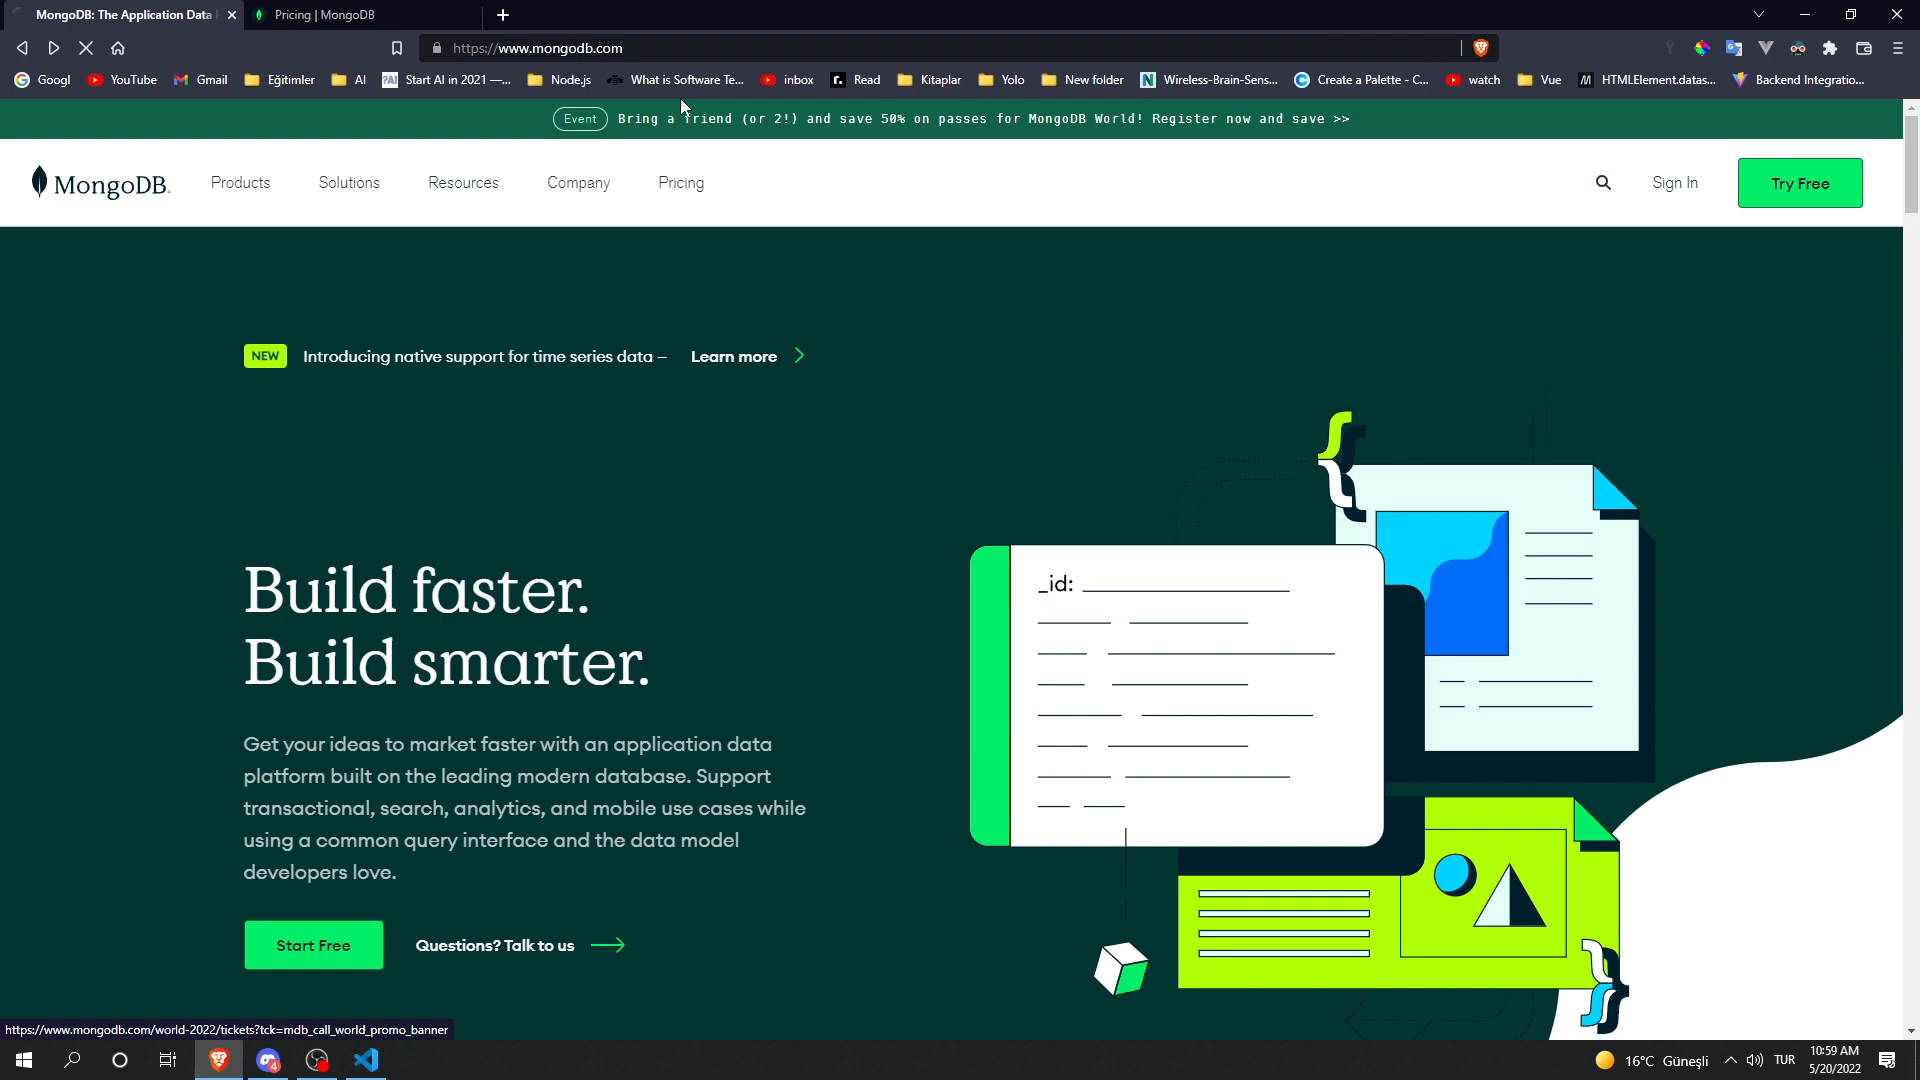 MongoDB: The Application Data
Pricing | MongoDB
https://www.mongodb.com
Googl
YouTube
Gmail
Eğitimler
AI
Start AI in 2021 —...
Node.js
What is Software Te...
inbox
Read
Kitaplar
Yolo
New folder
Wireless-Brain-Sens...
Create a Palette - C...
watch
Vue
HTMLElement.datas...
Backend Integratio...
Event Bring a friend (or 2!) and save 50% on passes for MongoDB World! Register now and save >>
MongoDB.
Products
Solutions
Resources
Company
Pricing
Sign In
Try Free
NEW Introducing native support for time series data – Learn more
Build faster.
Build smarter.
Get your ideas to market faster with an application data
platform built on the leading modern database. Support
transactional, search, analytics, and mobile use cases while
using a common query interface and the data model
developers love.
Start Free
Questions? Talk to us
_id:
https://www.mongodb.com/world-2022/tickets?tck=mdb_call_world_promo_banner
4
16°C Güneşli
TUR
10:59 AM
5/20/2022